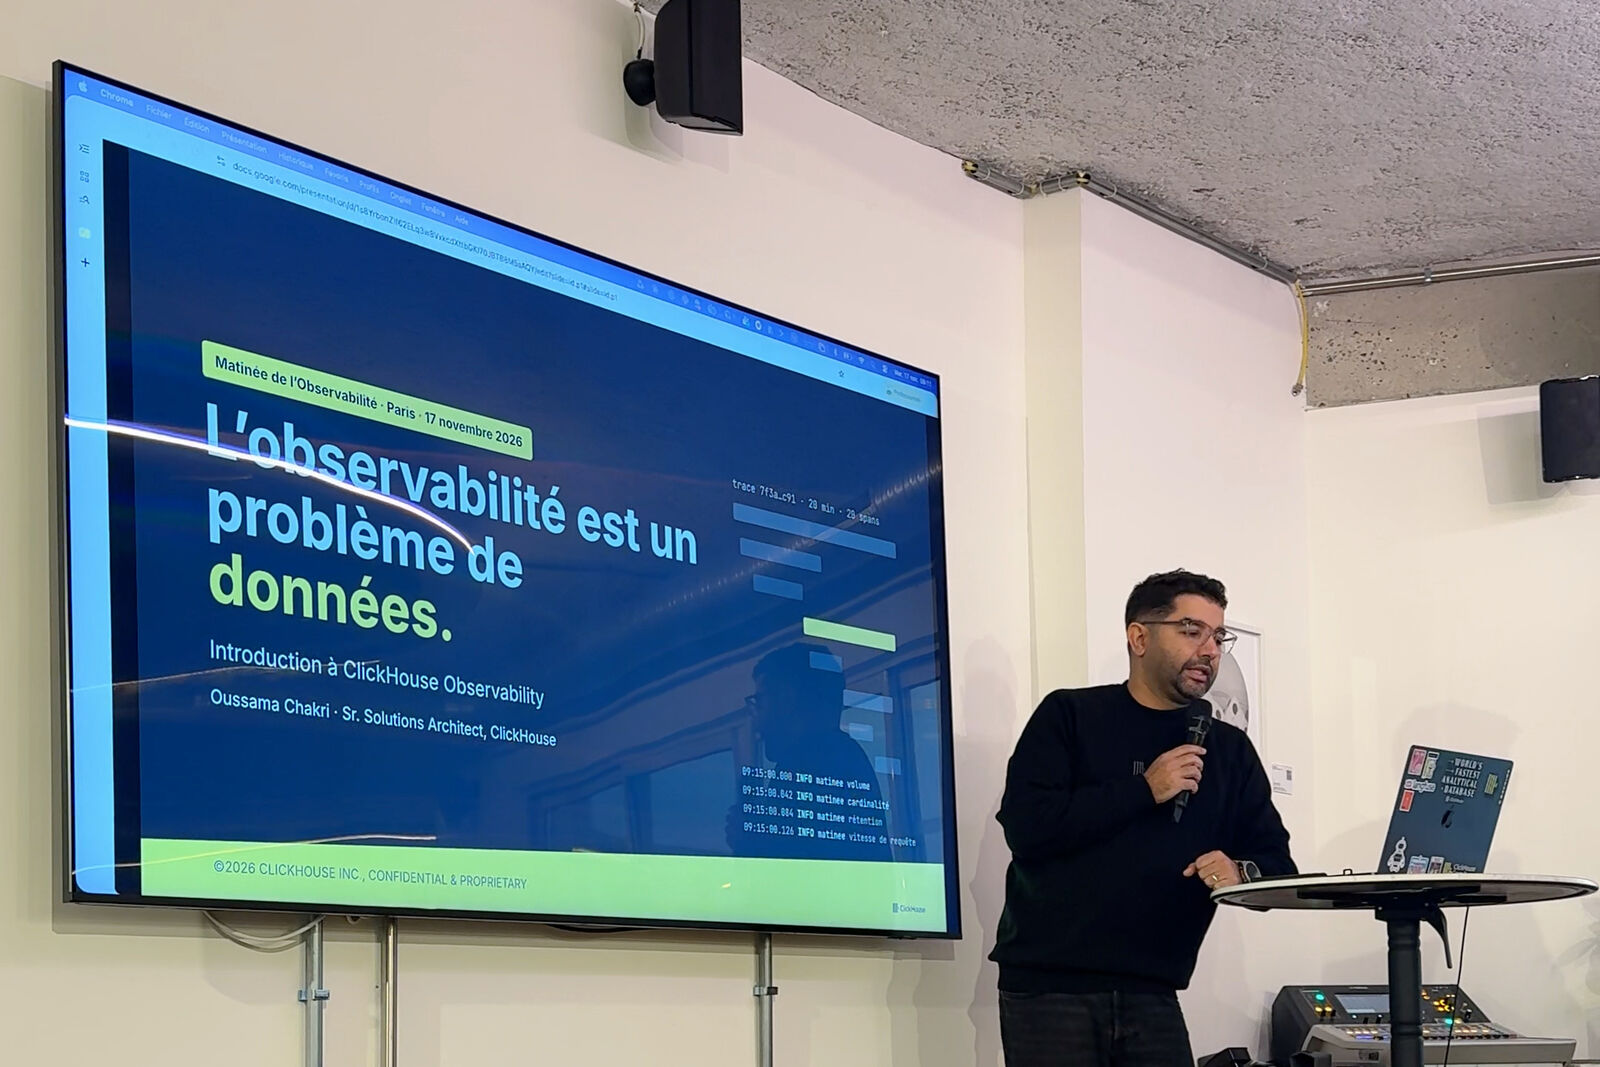 Chrome Fichier Edition Présentation Historique Favoris Profils Onglet Fenêtre Aide
Matinée de l'Observabilité · Paris · 17 novembre 2026
L'observabilité est un
problème de
données.
Introduction à ClickHouse Observability
Oussama Chakri · Sr. Solutions Architect, ClickHouse
trace 7f3a…c91 · 20 min · 20 spans
09:15:00.000 INFO matinee volume
09:15:00.042 INFO matinee cardinalité
09:15:00.084 INFO matinee rétention
09:15:00.126 INFO matinee vitesse de requête
©2026 CLICKHOUSE INC., CONFIDENTIAL & PROPRIETARY
ClickHouse
WORLD'S
FASTEST
ANALYTICAL
DATABASE
ClickHouse